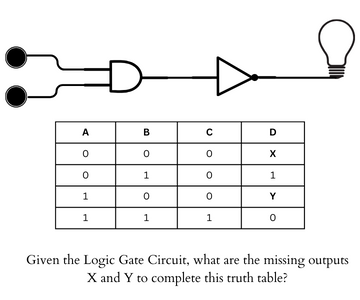 A B C D
0 0 0 X
0 1 0 1
1 0 0 Y
1 1 1 0
Given the Logic Gate Circuit, what are the missing outputs
X and Y to complete this truth table?